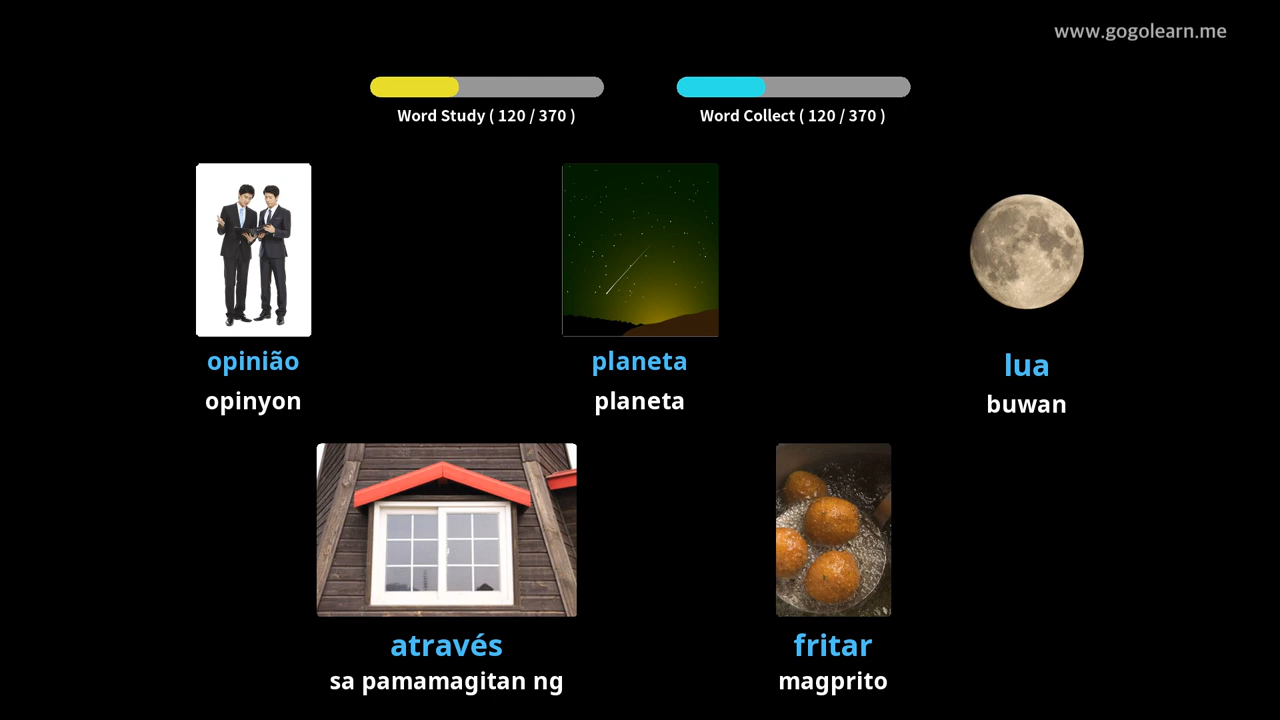 www.gogolearn.me
Word Study ( 120 / 370 )
Word Collect ( 120 / 370 )
opinião
opinyon
planeta
planeta
lua
buwan
através
sa pamamagitan ng
fritar
magprito